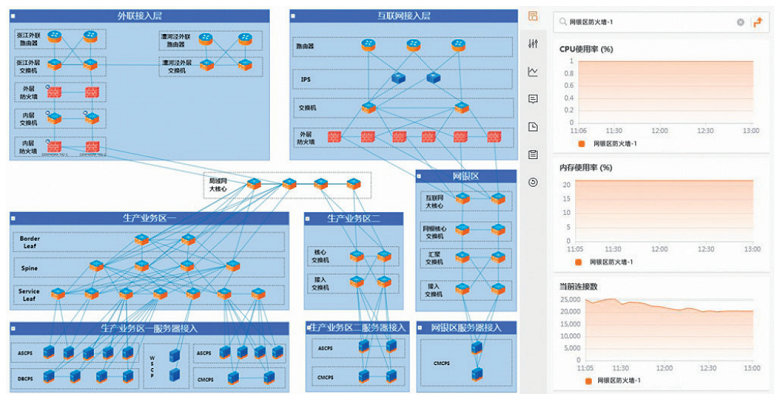 外联接入层
张江外联
路由器
漕河泾外联
路由器
张江外层
交换机
漕河泾外层
交换机
外层
防火墙
内层
交换机
内层
防火墙
互联网接入层
路由器
IPS
交换机
外层
防火墙
局域网
大核心
生产业务区一
Border
Leaf
Spine
Service
Leaf
生产业务区二
核心
交换机
接入
交换机
网银区
互联网
大核心
网银核心
交换机
汇聚
交换机
接入
交换机
生产业务区一服务器接入
ASCPS
DBCPS
W
S
C
P
ASCPS
CMCPS
生产业务区二服务器接入
ASCPS
CMCPS
网银区服务器接入
CMCPS
网银区防火墙-1
CPU使用率 (%)
1
0.8
0.6
0.4
0.2
0
11:06
11:30
12:00
12:30
13:00
网银区防火墙-1
内存使用率 (%)
20
15
10
5
0
11:05
11:30
12:00
12:30
13:00
网银区防火墙-1
当前连接数
25,000
20,000
15,000
10,000
5,000
0
11:05
11:30
12:00
12:30
13:00
网银区防火墙-1